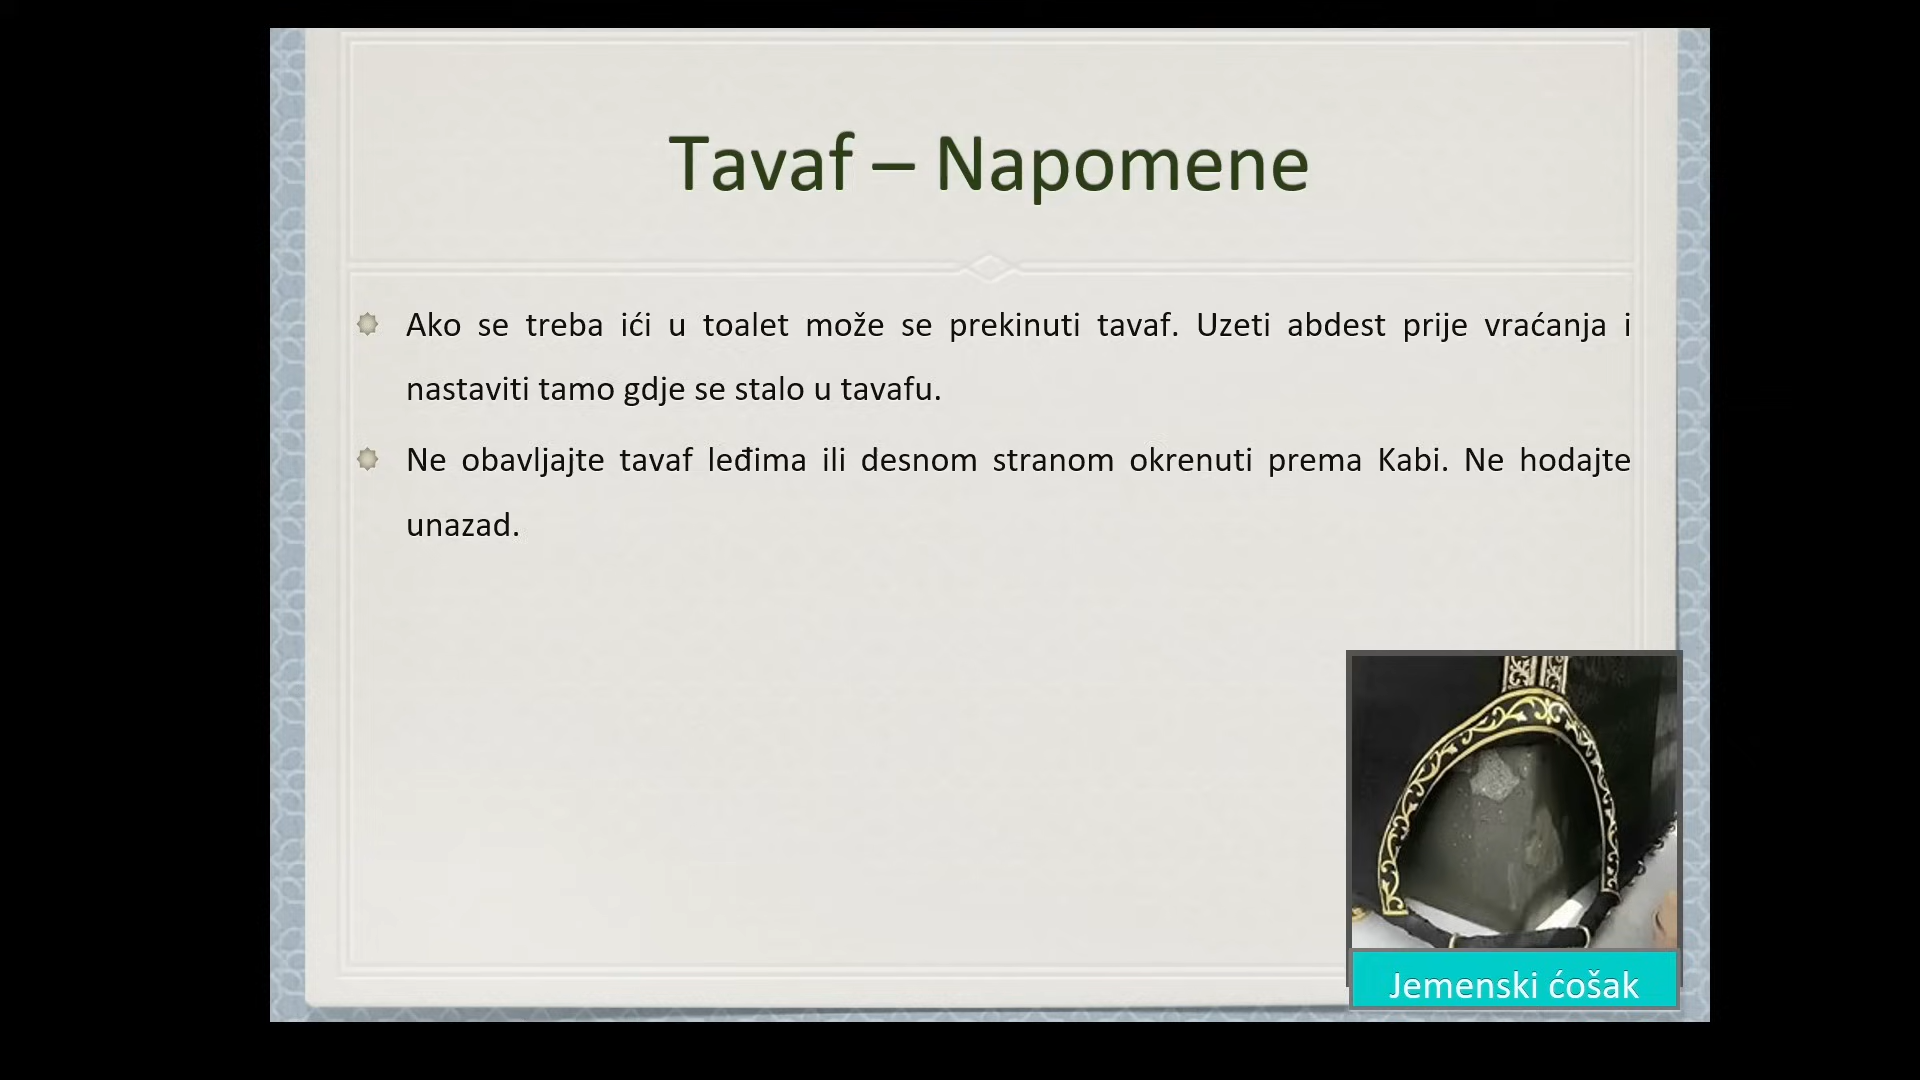 Tavaf – Napomene
Ako se treba ići u toalet može se prekinuti tavaf. Uzeti abdest prije vraćanja i
nastaviti tamo gdje se stalo u tavafu.
Ne obavljajte tavaf leđima ili desnom stranom okrenuti prema Kabi. Ne hodajte
unazad.
Jemenski ćošak